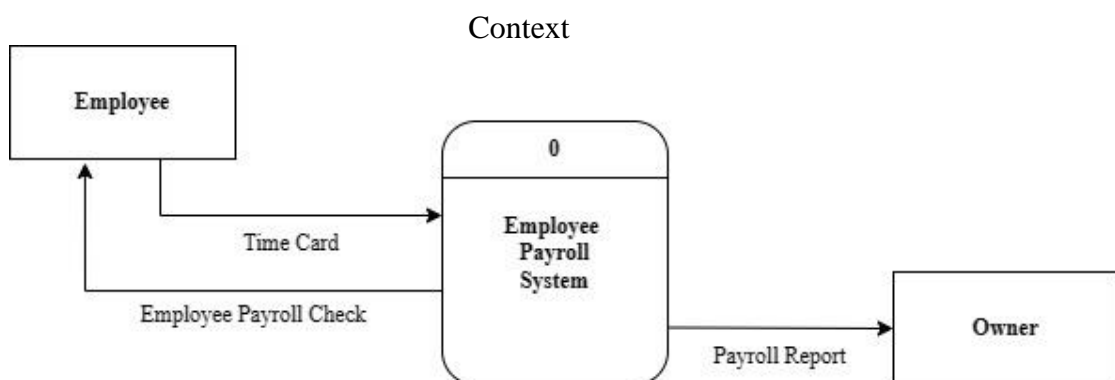 Context
Employee
0
Employee
Payroll
System
Time Card
Employee Payroll Check
Owner
Payroll Report